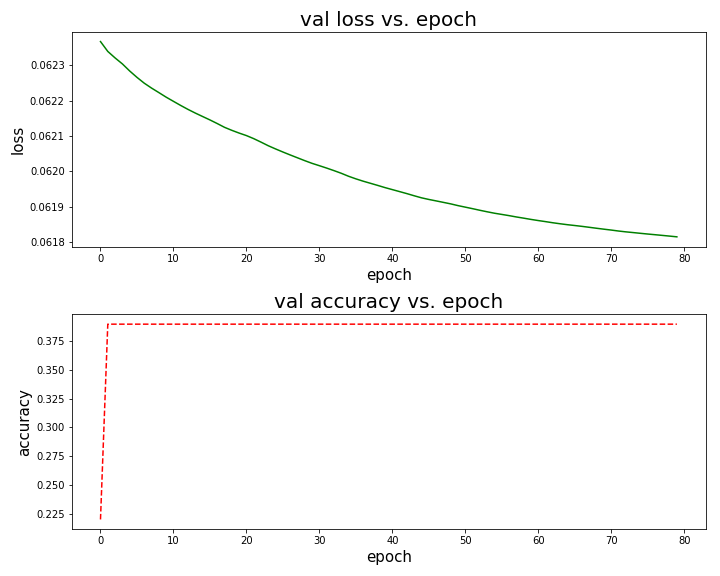 val loss vs. epoch
loss
0.0623
0.0622
0.0621
0.0620
0.0619
0.0618
0 10 20 30 40 50 60 70 80
epoch
val accuracy vs. epoch
accuracy
0.375
0.350
0.325
0.300
0.275
0.250
0.225
0 10 20 30 40 50 60 70 80
epoch